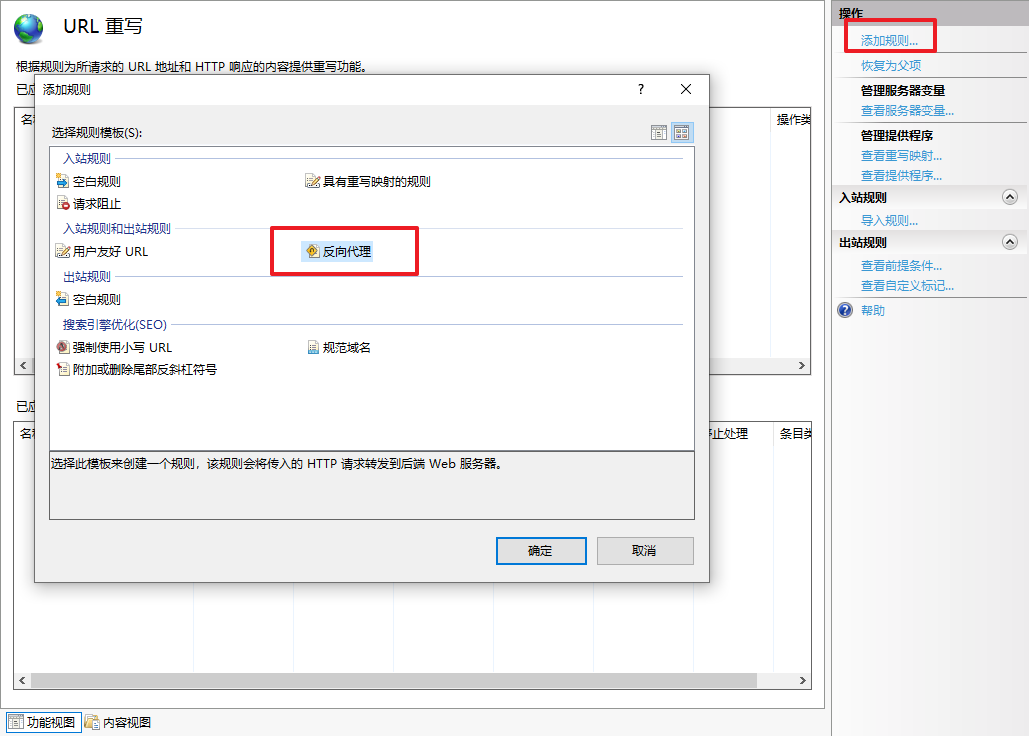 URL 重写
根据规则为所请求的 URL 地址和 HTTP 响应的内容提供重写功能。
操作类
添加规则
?
选择规则模板(S):
入站规则
空白规则
具有重写映射的规则
请求阻止
入站规则和出站规则
用户友好 URL
反向代理
出站规则
空白规则
搜索引擎优化(SEO)
强制使用小写 URL
规范域名
附加或删除尾部反斜杠符号
选择此模板来创建一个规则，该规则会将传入的 HTTP 请求转发到后端 Web 服务器。
确定
取消
止处理
条目类
功能视图
内容视图
操作
添加规则...
恢复为父项
管理服务器变量
查看服务器变量...
管理提供程序
查看重写映射...
查看提供程序...
入站规则
导入规则...
出站规则
查看前提条件...
查看自定义标记...
帮助